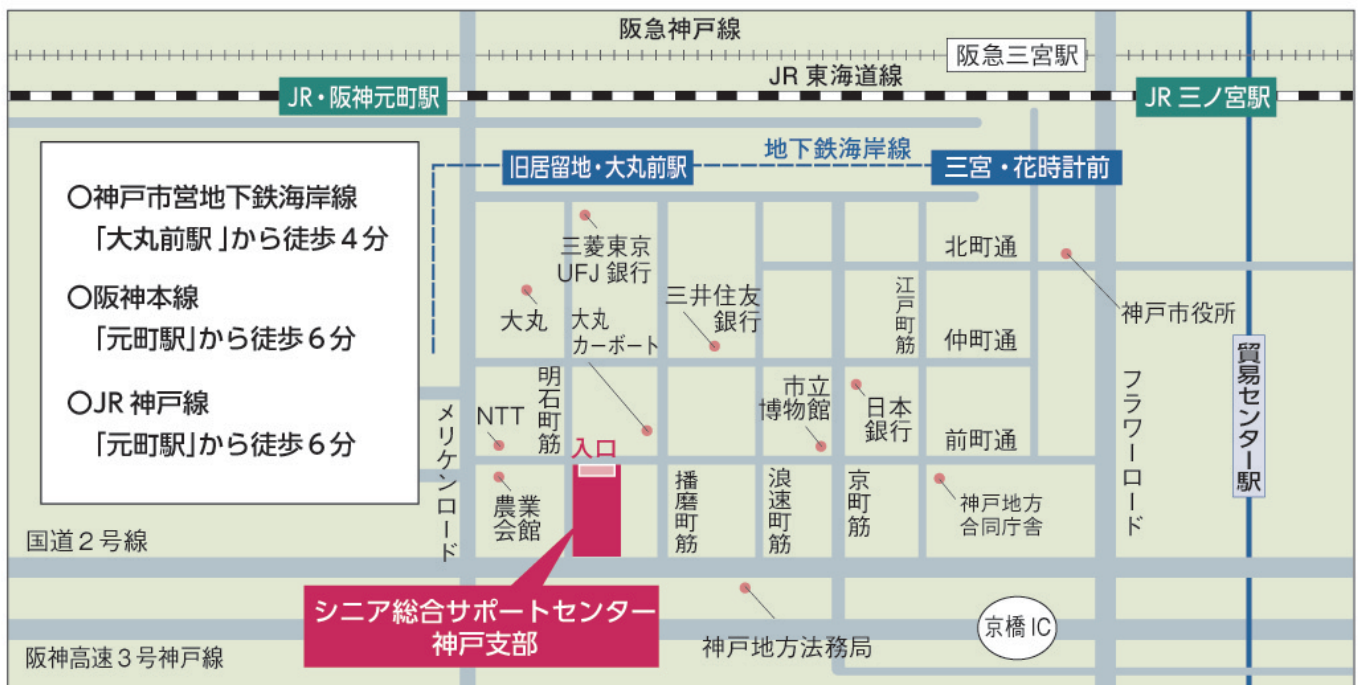 阪急神戸線
阪急三宮駅
JR 東海道線
JR・阪神元町駅
JR 三ノ宮駅
地下鉄海岸線
旧居留地・大丸前駅
三宮・花時計前
〇神戸市営地下鉄海岸線
「大丸前駅」から徒歩4分
〇阪神本線
「元町駅」から徒歩6分
〇JR 神戸線
「元町駅」から徒歩6分
三菱東京
UFJ 銀行
北町通
大丸
大丸
カーポート
三井住友
銀行
江戸町筋
仲町通
神戸市役所
貿易センター駅
明石町筋
NTT
市立
博物館
日本
銀行
前町通
フラワーロード
メリケンロード
入口
農業
会館
播磨町筋
浪速町筋
京町筋
神戸地方
合同庁舎
国道2号線
シニア総合サポートセンター
神戸支部
神戸地方法務局
京橋 IC
阪神高速3号神戸線